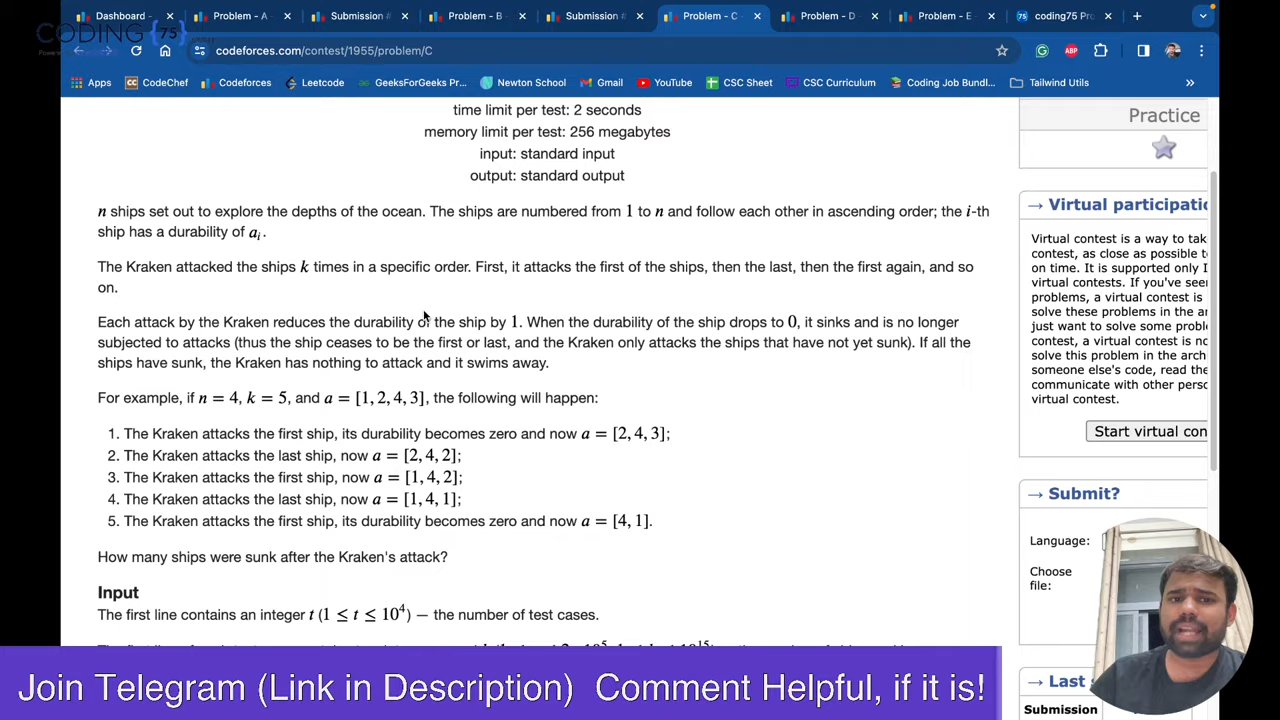 Dashboard -
Problem - A
Submission #
Problem - B
Submission #
Problem - C
Problem - D
Problem - E
coding75 Pro
CODING {75}
codeforces.com/contest/1955/problem/C
ABP
Apps
CodeChef
Codeforces
Leetcode
GeeksForGeeks Pr...
Newton School
Gmail
YouTube
CSC Sheet
CSC Curriculum
Coding Job Bundl...
Tailwind Utils
»
time limit per test: 2 seconds
memory limit per test: 256 megabytes
input: standard input
output: standard output
n ships set out to explore the depths of the ocean. The ships are numbered from 1 to n and follow each other in ascending order; the i-th
ship has a durability of aᵢ.
The Kraken attacked the ships k times in a specific order. First, it attacks the first of the ships, then the last, then the first again, and so
on.
Each attack by the Kraken reduces the durability of the ship by 1. When the durability of the ship drops to 0, it sinks and is no longer
subjected to attacks (thus the ship ceases to be the first or last, and the Kraken only attacks the ships that have not yet sunk). If all the
ships have sunk, the Kraken has nothing to attack and it swims away.
For example, if n = 4, k = 5, and a = [1, 2, 4, 3], the following will happen:
1. The Kraken attacks the first ship, its durability becomes zero and now a = [2, 4, 3];
2. The Kraken attacks the last ship, now a = [2, 4, 2];
3. The Kraken attacks the first ship, now a = [1, 4, 2];
4. The Kraken attacks the last ship, now a = [1, 4, 1];
5. The Kraken attacks the first ship, its durability becomes zero and now a = [4, 1].
How many ships were sunk after the Kraken's attack?
Input
The first line contains an integer t (1 ≤ t ≤ 10⁴) — the number of test cases.
Practice
→ Virtual participatio
Virtual contest is a way to tak
contest, as close as possible t
on time. It is supported only I
virtual contests. If you've see
problems, a virtual contest is
solve these problems in the ar
just want to solve some probl
contest, a virtual contest is no
solve this problem in the arch
someone else's code, read the
communicate with other perso
virtual contest.
Start virtual con
→ Submit?
Language:
Choose
file:
→ Last s
Submission
Join Telegram (Link in Description) Comment Helpful, if it is!